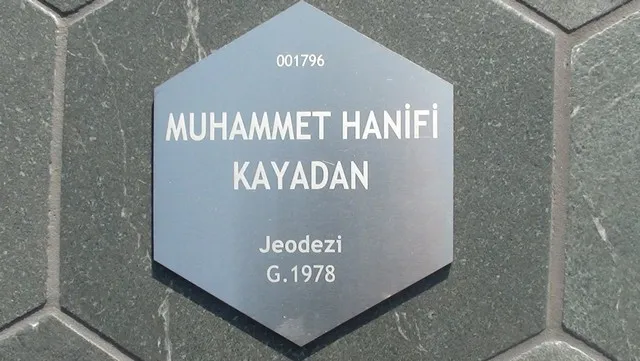 001796
MUHAMMET HANİFİ
KAYADAN
Jeodezi
G.1978